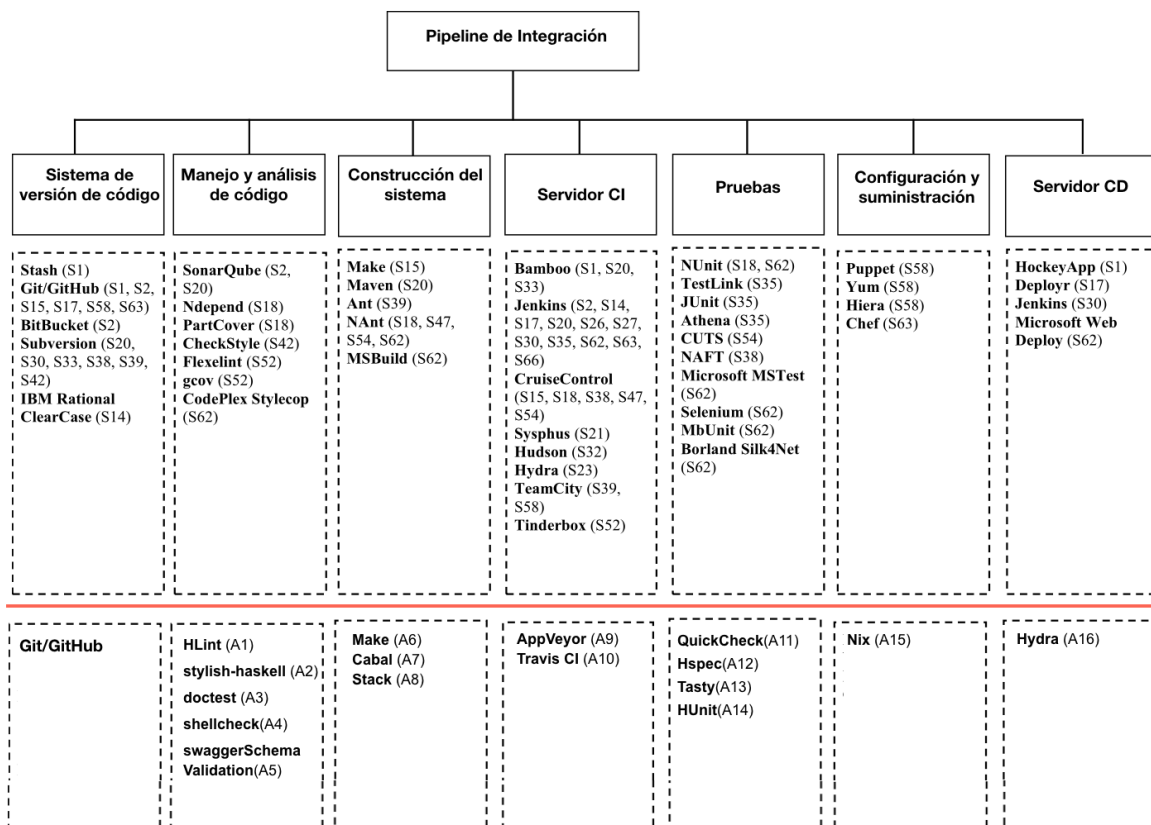 Pipeline de Integración
Sistema de
versión de código
Manejo y análisis
de código
Construcción del
sistema
Servidor CI
Pruebas
Configuración y
suministración
Servidor CD
Stash (S1)
Git/GitHub (S1, S2,
S15, S17, S58, S63)
BitBucket (S2)
Subversion (S20,
S30, S33, S38, S39,
S42)
IBM Rational
ClearCase (S14)
SonarQube (S2,
S20)
Ndepend (S18)
PartCover (S18)
CheckStyle (S42)
Flexelint (S52)
gcov (S52)
CodePlex Stylecop
(S62)
Make (S15)
Maven (S20)
Ant (S39)
NAnt (S18, S47,
S54, S62)
MSBuild (S62)
Bamboo (S1, S20,
S33)
Jenkins (S2, S14,
S17, S20, S26, S27,
S30, S35, S62, S63,
S66)
CruiseControl
(S15, S18, S38, S47,
S54)
Sysphus (S21)
Hudson (S32)
Hydra (S23)
TeamCity (S39,
S58)
Tinderbox (S52)
NUnit (S18, S62)
TestLink (S35)
JUnit (S35)
Athena (S35)
CUTS (S54)
NAFT (S38)
Microsoft MSTest
(S62)
Selenium (S62)
MbUnit (S62)
Borland Silk4Net
(S62)
Puppet (S58)
Yum (S58)
Hiera (S58)
Chef (S63)
HockeyApp (S1)
Deployr (S17)
Jenkins (S30)
Microsoft Web
Deploy (S62)
Git/GitHub
HLint (A1)
stylish-haskell (A2)
doctest (A3)
shellcheck(A4)
swaggerSchema
Validation(A5)
Make (A6)
Cabal (A7)
Stack (A8)
AppVeyor (A9)
Travis CI (A10)
QuickCheck(A11)
Hspec(A12)
Tasty(A13)
HUnit(A14)
Nix (A15)
Hydra (A16)